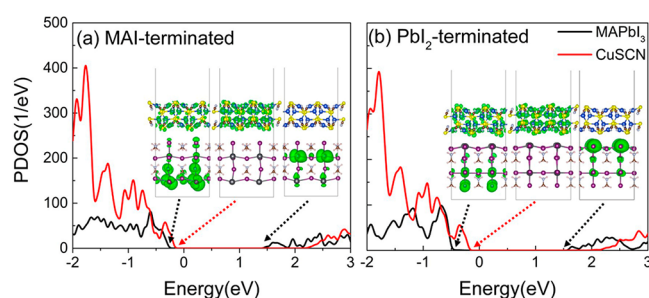 (a) MAI-terminated
(b) PbI₂-terminated
MAPbI₃
CuSCN
PDOS(1/eV)
500
400
300
200
100
0
-2 -1 0 1 2 3
-2 -1 0 1 2 3
Energy(eV)
Energy(eV)